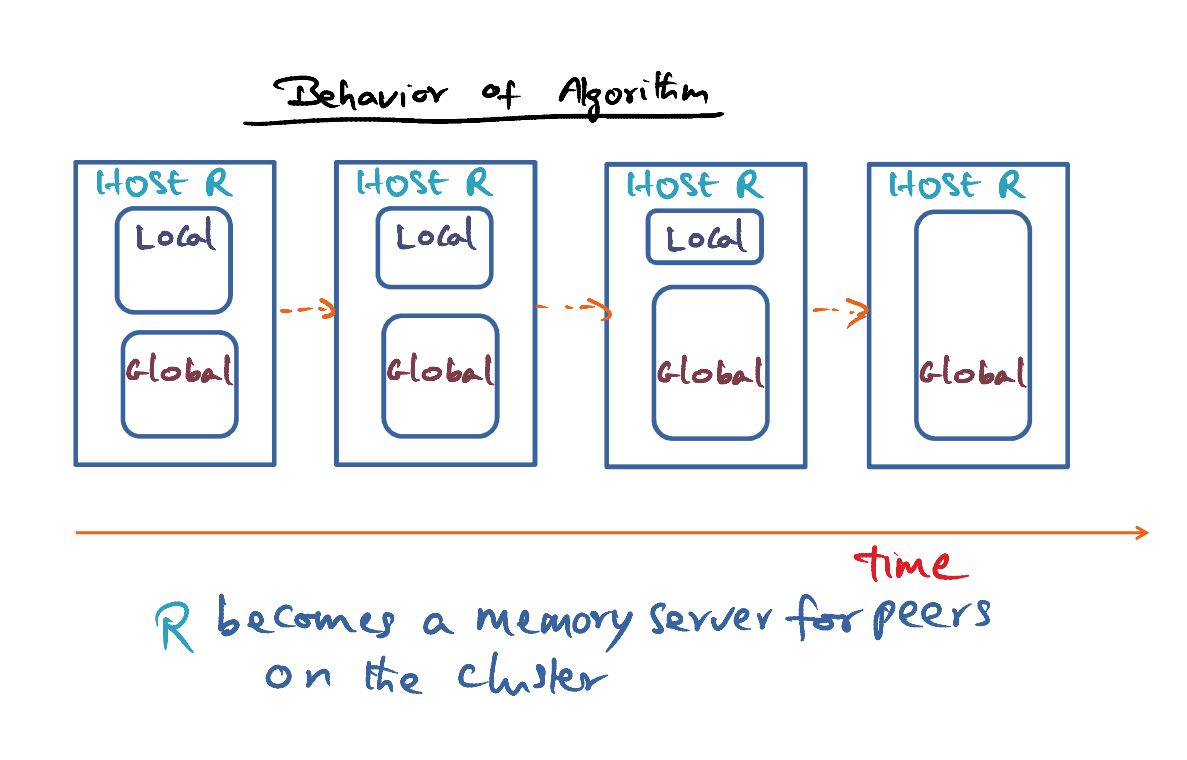 Behavior of Algorithm
HOST R HOST R HOST R HOST R
Local Local Local
Global Global Global Global
time
R becomes a memory server for peers
on the cluster